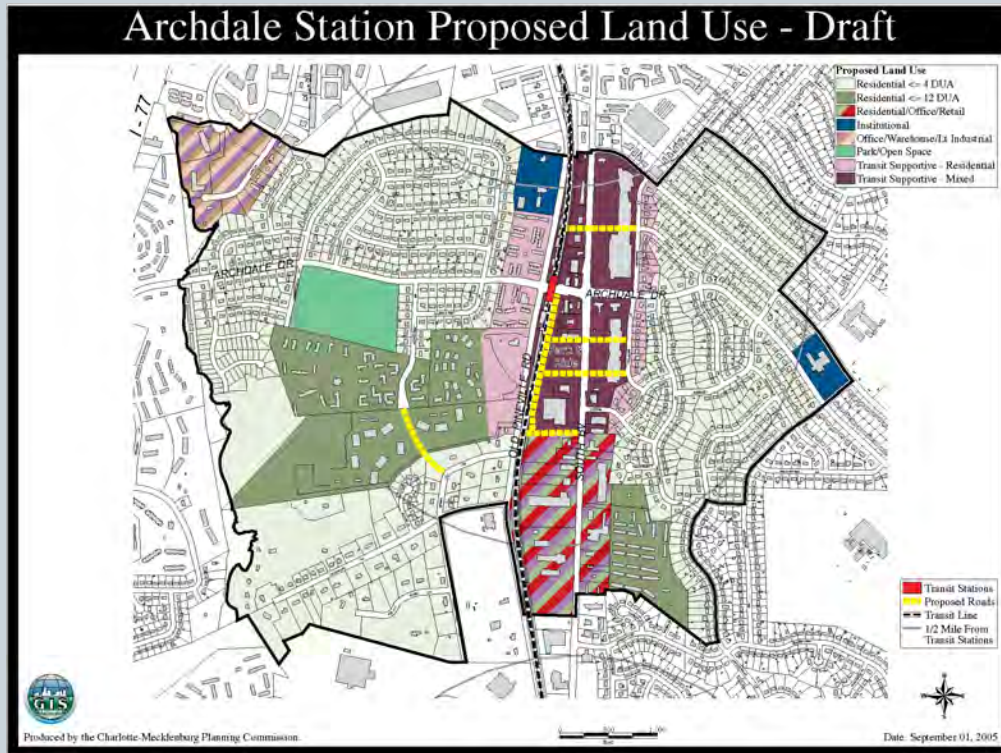 Archdale Station Proposed Land Use - Draft
I-77
Proposed Land Use
Residential <= 4 DUA
Residential <= 12 DUA
Residential/Office/Retail
Institutional
Office/Warehouse/Lt Industrial
Park/Open Space
Transit Supportive - Residential
Transit Supportive - Mixed
ARCHDALE DR
ARCHDALE DR
OLD PINEVILLE RD
Transit Stations
Proposed Roads
Transit Line
1/2 Mile From
Transit Stations
GIS
Produced by the Charlotte-Mecklenburg Planning Commission.
Date: September 01, 2005